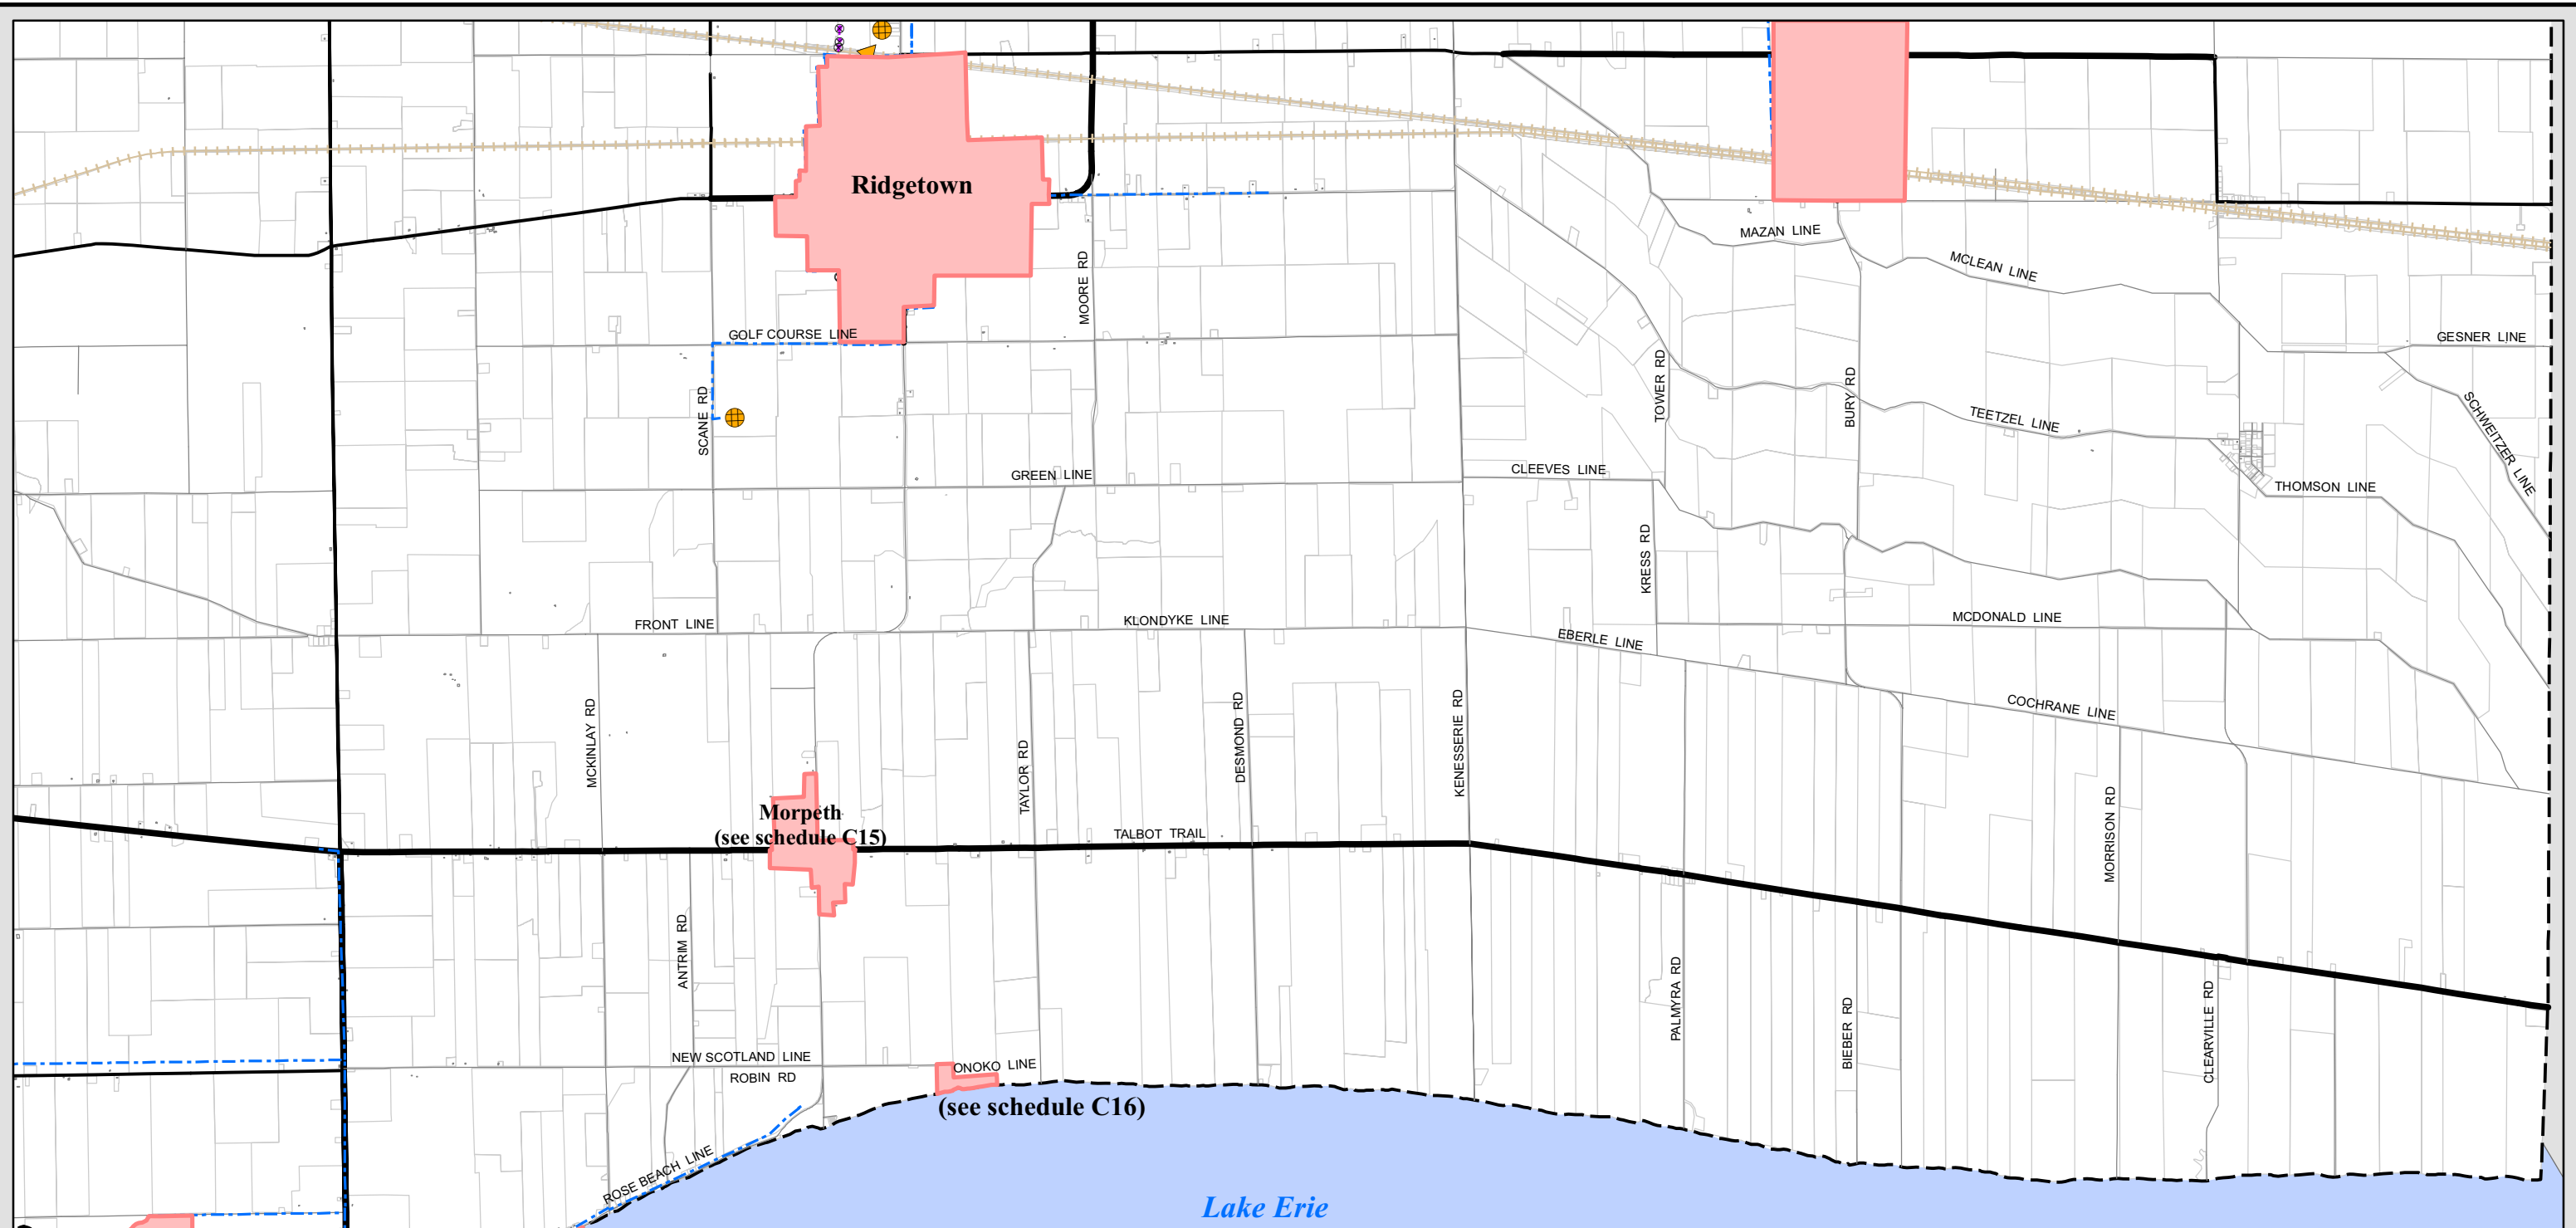 Ridgetown
MAZAN LINE
MCLEAN LINE
MOORE RD
GOLF COURSE LINE
GESNER LINE
SCANE RD
TOWER RD
BURY RD
TEETZEL LINE
SCHWEITZER LINE
GREEN LINE
CLEEVES LINE
THOMSON LINE
KRESS RD
FRONT LINE
KLONDYKE LINE
EBERLE LINE
MCDONALD LINE
MCKINLAY RD
TAYLOR RD
DESMOND RD
KENESSERIE RD
COCHRANE LINE
Morpeth
(see schedule C15)
TALBOT TRAIL
MORRISON RD
ANTRIM RD
PALMYRA RD
BIEBER RD
CLEARVILLE RD
NEW SCOTLAND LINE
ONOKO LINE
ROBIN RD
(see schedule C16)
ROSE BEACH LINE
Lake Erie